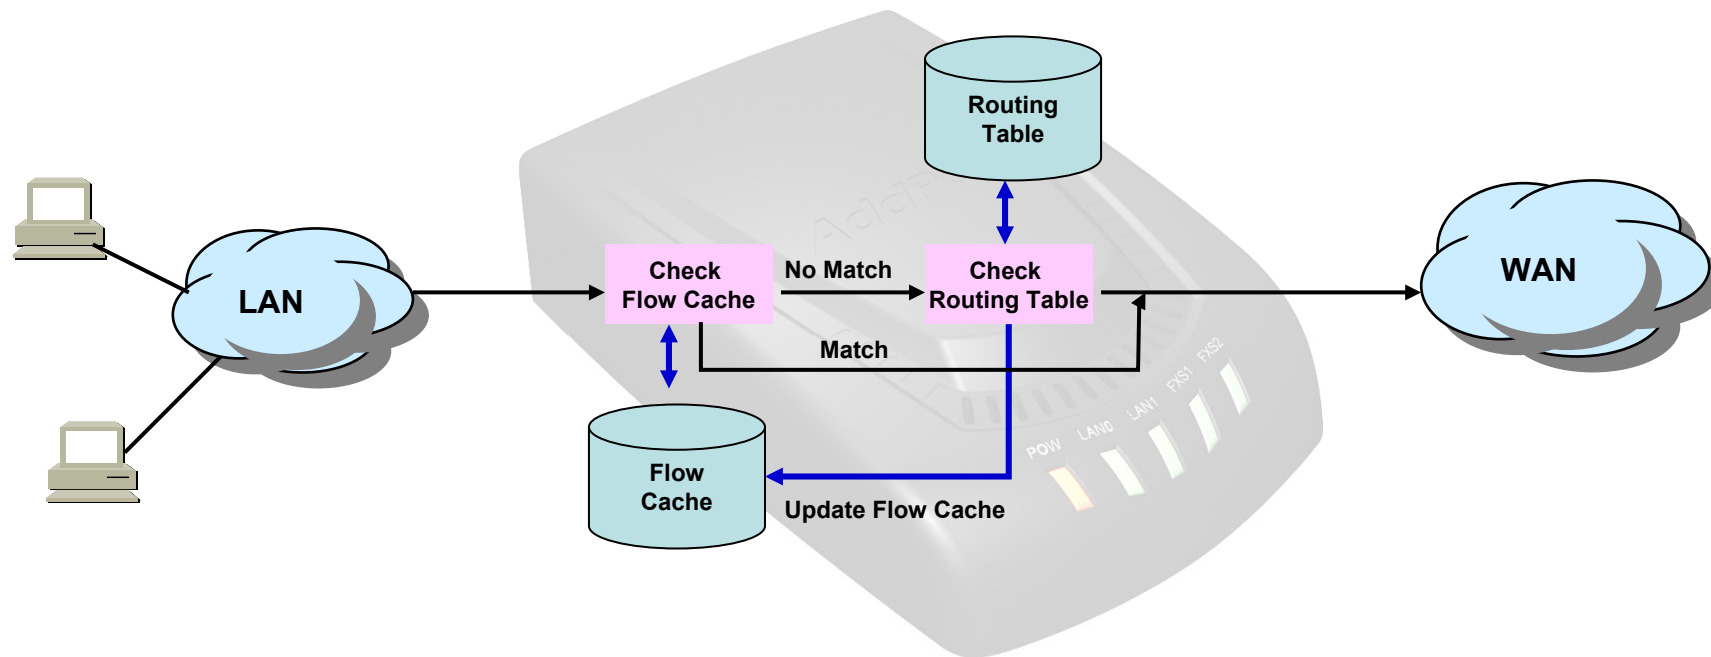 Routing
Table
LAN
Check
Flow Cache
No Match
Check
Routing Table
WAN
Match
Flow
Cache
Update Flow Cache
POW
LAN0
LAN1
FXS1
FXS2